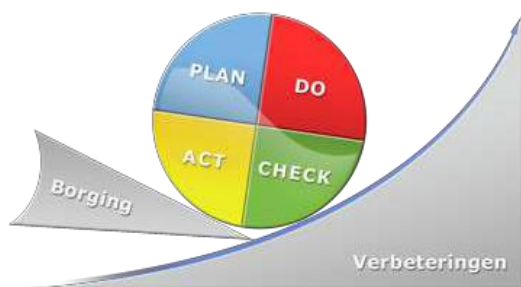 PLAN
DO
ACT
CHECK
Borging
Verbeteringen